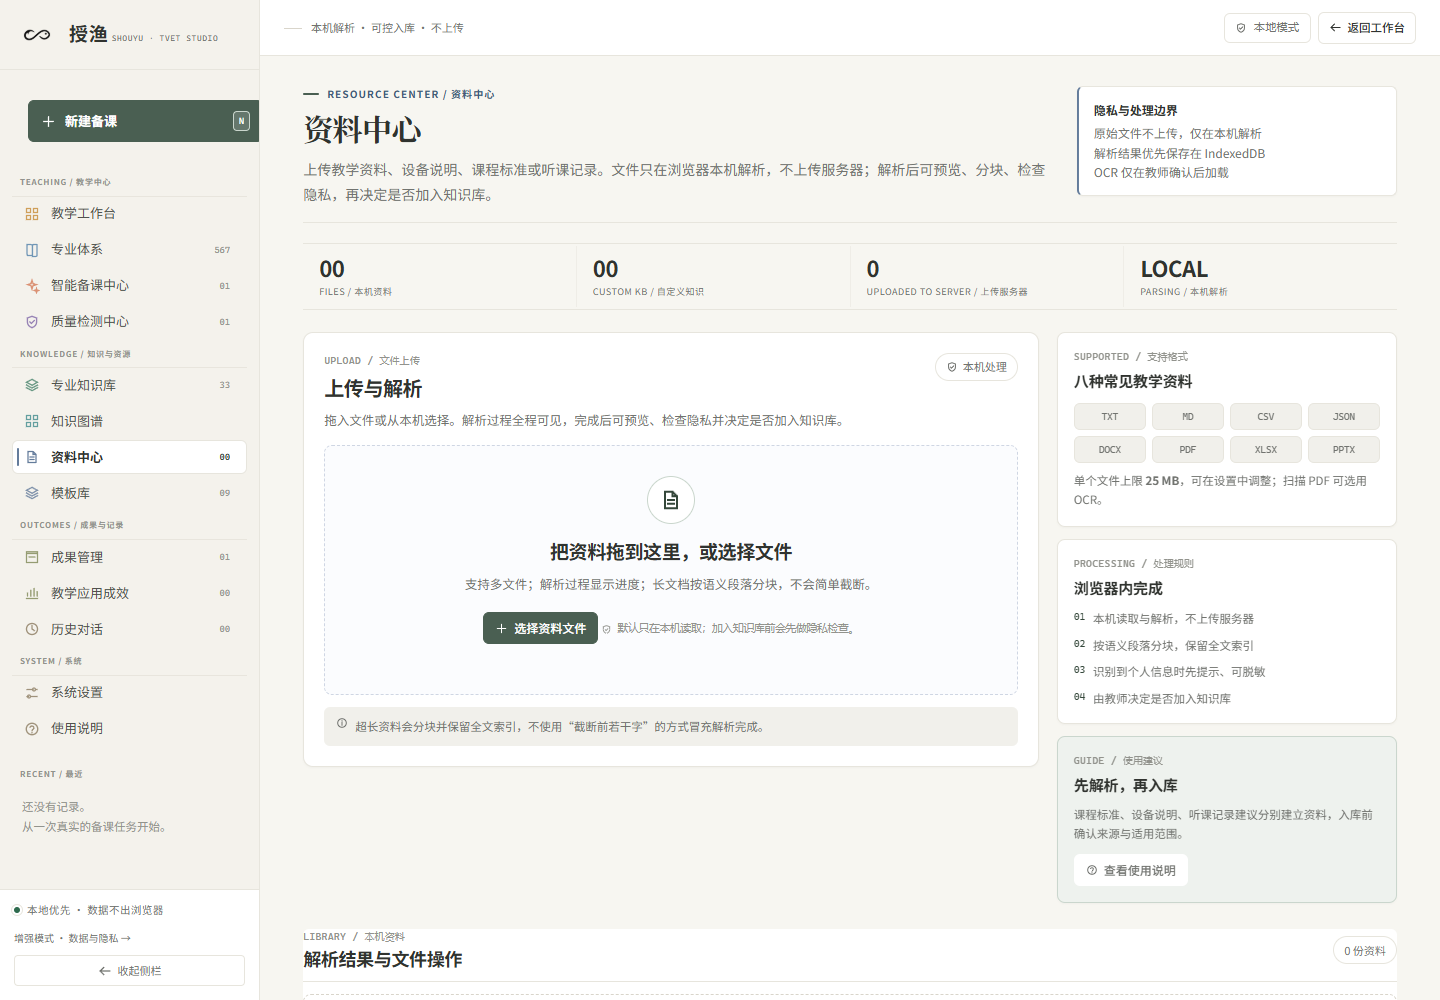 授渔 SHOUYU · TVET STUDIO
本机解析 • 可控入库 • 不上传
本地模式
← 返回工作台
+ 新建备课 N
TEACHING / 教学中心
教学工作台
专业体系 567
智能备课中心 01
质量检测中心 01
KNOWLEDGE / 知识与资源
专业知识库 33
知识图谱
资料中心 00
模板库 09
OUTCOMES / 成果与记录
成果管理 01
教学应用成效 00
历史对话 00
SYSTEM / 系统
系统设置
使用说明
RECENT / 最近
还没有记录。
从一次真实的备课任务开始。
本地优先 • 数据不出浏览器
增强模式 • 数据与隐私 →
← 收起侧栏
RESOURCE CENTER / 资料中心
资料中心
上传教学资料、设备说明、课程标准或听课记录。文件只在浏览器本机解析，不上传服务器；解析后可预览、分块、检查
隐私，再决定是否加入知识库。
隐私与处理边界
原始文件不上传，仅在本机解析
解析结果优先保存在 IndexedDB
OCR 仅在教师确认后加载
00
FILES / 本机资料
00
CUSTOM KB / 自定义知识
0
UPLOADED TO SERVER / 上传服务器
LOCAL
PARSING / 本机解析
UPLOAD / 文件上传
上传与解析
本机处理
拖入文件或从本机选择。解析过程全程可见，完成后可预览、检查隐私并决定是否加入知识库。
把资料拖到这里，或选择文件
支持多文件；解析过程显示进度；长文档按语义段落分块，不会简单截断。
+ 选择资料文件
默认只在本机读取；加入知识库前会先做隐私检查。
超长资料会分块并保留全文索引，不使用“截断前若干字”的方式冒充解析完成。
SUPPORTED / 支持格式
八种常见教学资料
TXT MD CSV JSON
DOCX PDF XLSX PPTX
单个文件上限 25 MB，可在设置中调整；扫描 PDF 可选用
OCR。
PROCESSING / 处理规则
浏览器内完成
01 本机读取与解析，不上传服务器
02 按语义段落分块，保留全文索引
03 识别到个人信息时先提示、可脱敏
04 由教师决定是否加入知识库
GUIDE / 使用建议
先解析，再入库
课程标准、设备说明、听课记录建议分别建立资料，入库前
确认来源与适用范围。
查看使用说明
LIBRARY / 本机资料
解析结果与文件操作
0 份资料